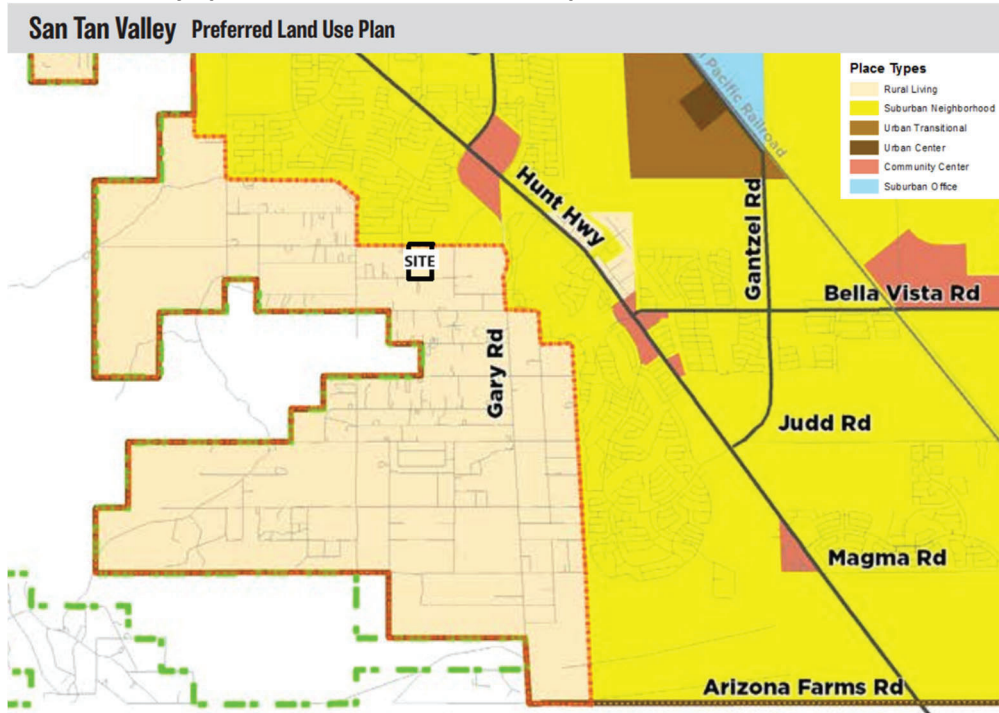 San Tan Valley Preferred Land Use Plan
Place Types
Rural Living
Suburban Neighborhood
Urban Transitional
Urban Center
Community Center
Suburban Office
Pacific Railroad
Hunt Hwy
Gantzel Rd
SITE
Bella Vista Rd
Gary Rd
Judd Rd
Magma Rd
Arizona Farms Rd